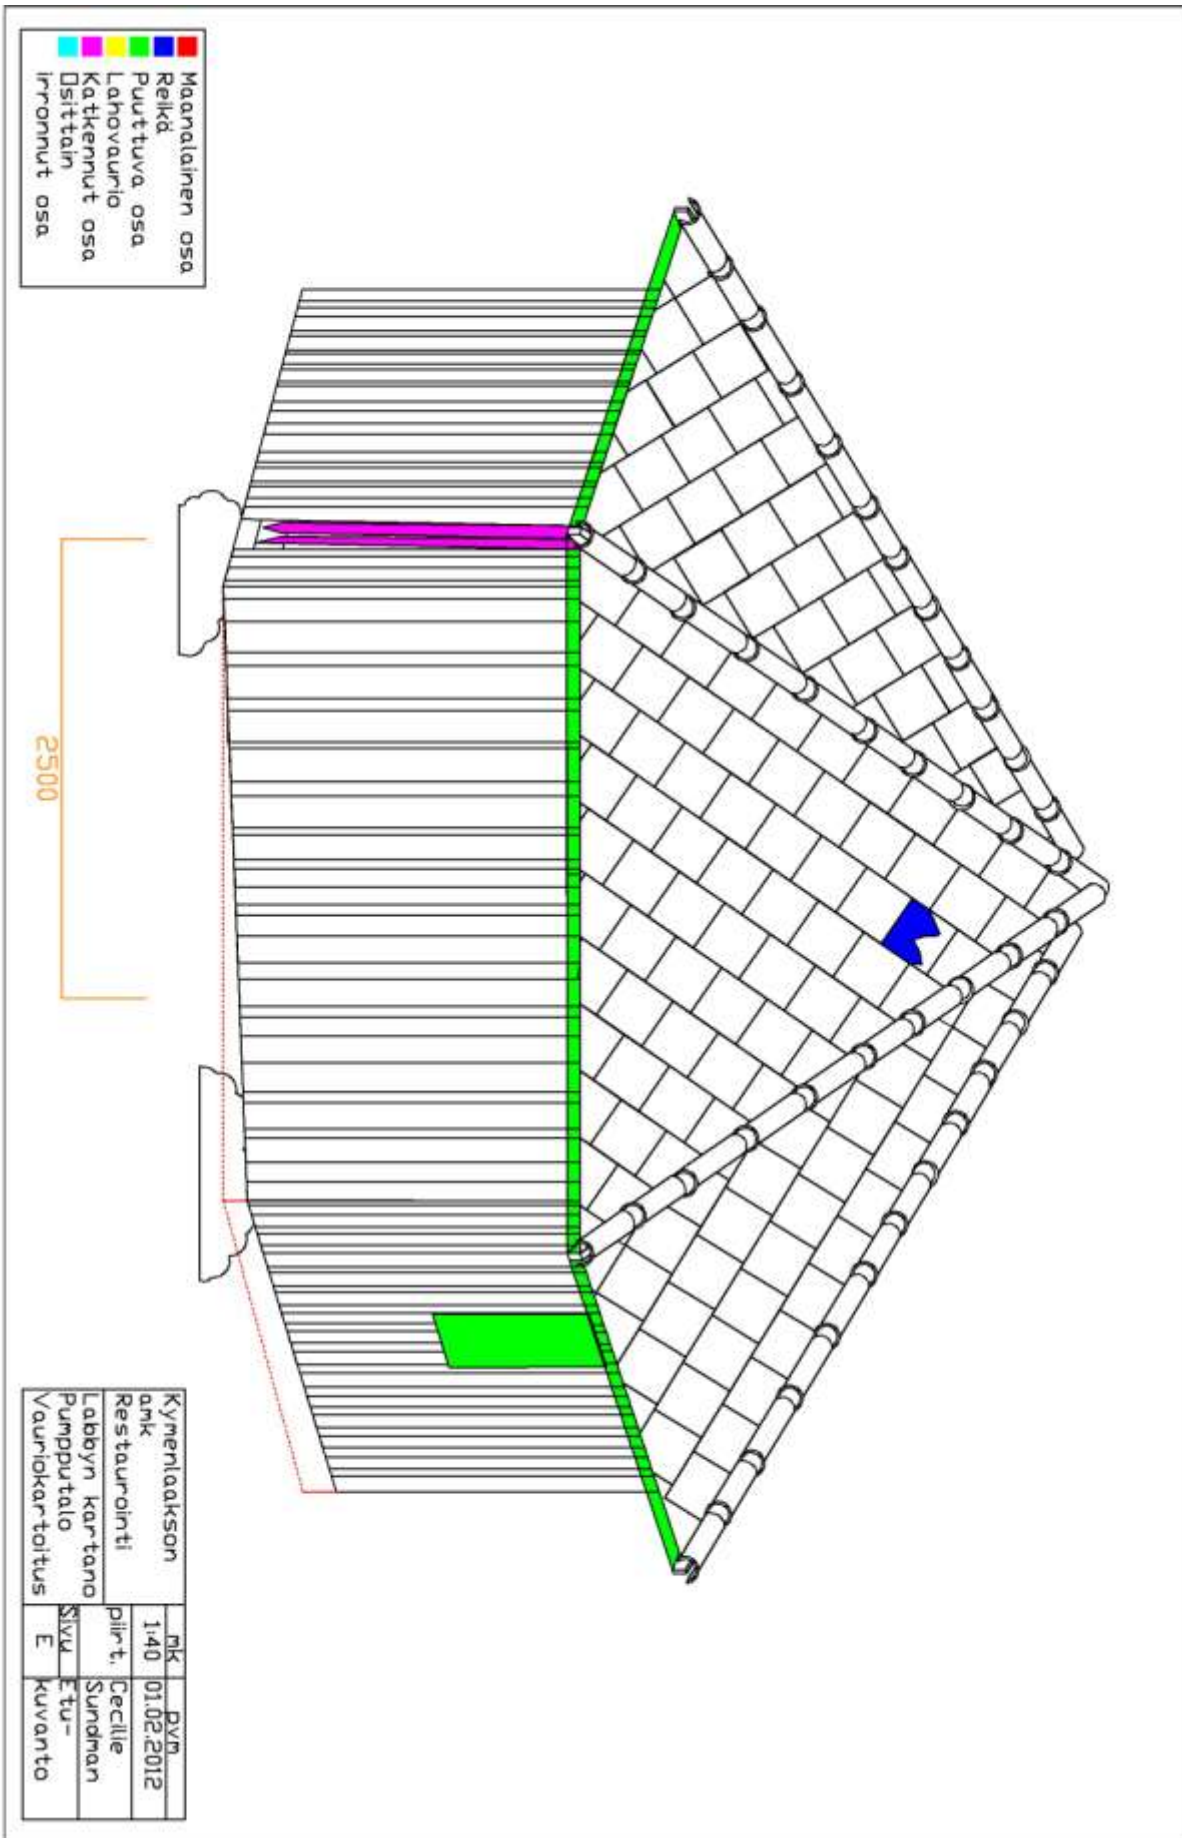 Maanalainen osa
Reikä
Puuttuva osa
Lahovaurio
Katkennut osa
Osittain
irronnut osa
2500
Kymenlaakson
amk
Restaurointi
Labbyn kartano
Pumpputalo
Vauriokartoitus
mk
1:40
pvm
01.02.2012
piirt.
Cecilie
Sundman
Sivu
E
Etu-
kuvanto